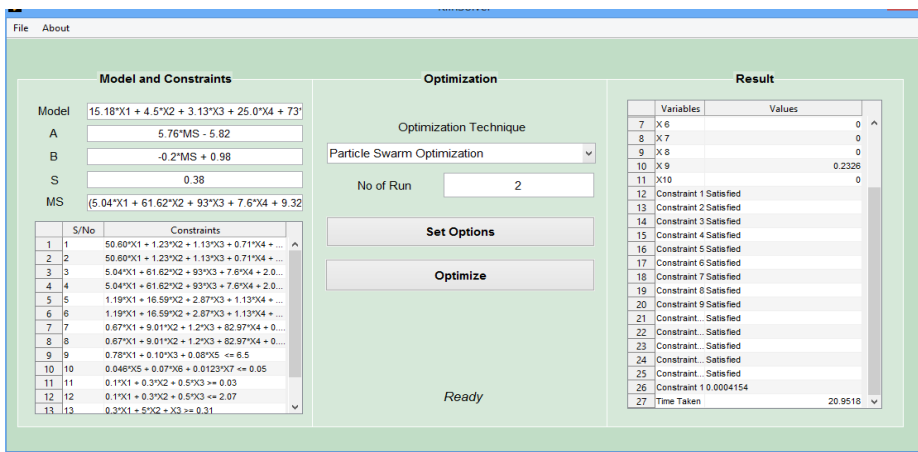 File About
Model and Constraints
Model 15.18*X1 + 4.5*X2 + 3.13*X3 + 25.0*X4 + 73*
A 5.76*MS - 5.82
B -0.2*MS + 0.98
S 0.38
MS (5.04*X1 + 61.62*X2 + 93*X3 + 7.6*X4 + 9.32
S/No Constraints
1 1 50.60*X1 + 1.23*X2 + 1.13*X3 + 0.71*X4 + ...
2 2 50.60*X1 + 1.23*X2 + 1.13*X3 + 0.71*X4 + ...
3 3 5.04*X1 + 61.62*X2 + 93*X3 + 7.6*X4 + 2.0...
4 4 5.04*X1 + 61.62*X2 + 93*X3 + 7.6*X4 + 2.0...
5 5 1.19*X1 + 16.59*X2 + 2.87*X3 + 1.13*X4 + ...
6 6 1.19*X1 + 16.59*X2 + 2.87*X3 + 1.13*X4 + ...
7 7 0.67*X1 + 9.01*X2 + 1.2*X3 + 82.97*X4 + 0....
8 8 0.67*X1 + 9.01*X2 + 1.2*X3 + 82.97*X4 + 0....
9 9 0.78*X1 + 0.10*X3 + 0.08*X5 <= 6.5
10 10 0.046*X5 + 0.07*X6 + 0.0123*X7 <= 0.05
11 11 0.1*X1 + 0.3*X2 + 0.5*X3 >= 0.03
12 12 0.1*X1 + 0.3*X2 + 0.5*X3 <= 2.07
13 13 0.3*X1 + 5*X2 + X3 >= 0.31
Optimization
Optimization Technique
Particle Swarm Optimization
No of Run 2
Set Options
Optimize
Ready
Result
Variables Values
7 X 6 0
8 X 7 0
9 X 8 0
10 X 9 0.2326
11 X10 0
12 Constraint 1 Satisfied
13 Constraint 2 Satisfied
14 Constraint 3 Satisfied
15 Constraint 4 Satisfied
16 Constraint 5 Satisfied
17 Constraint 6 Satisfied
18 Constraint 7 Satisfied
19 Constraint 8 Satisfied
20 Constraint 9 Satisfied
21 Constraint... Satisfied
22 Constraint... Satisfied
23 Constraint... Satisfied
24 Constraint... Satisfied
25 Constraint... Satisfied
26 Constraint 1 0.0004154
27 Time Taken 20.9518